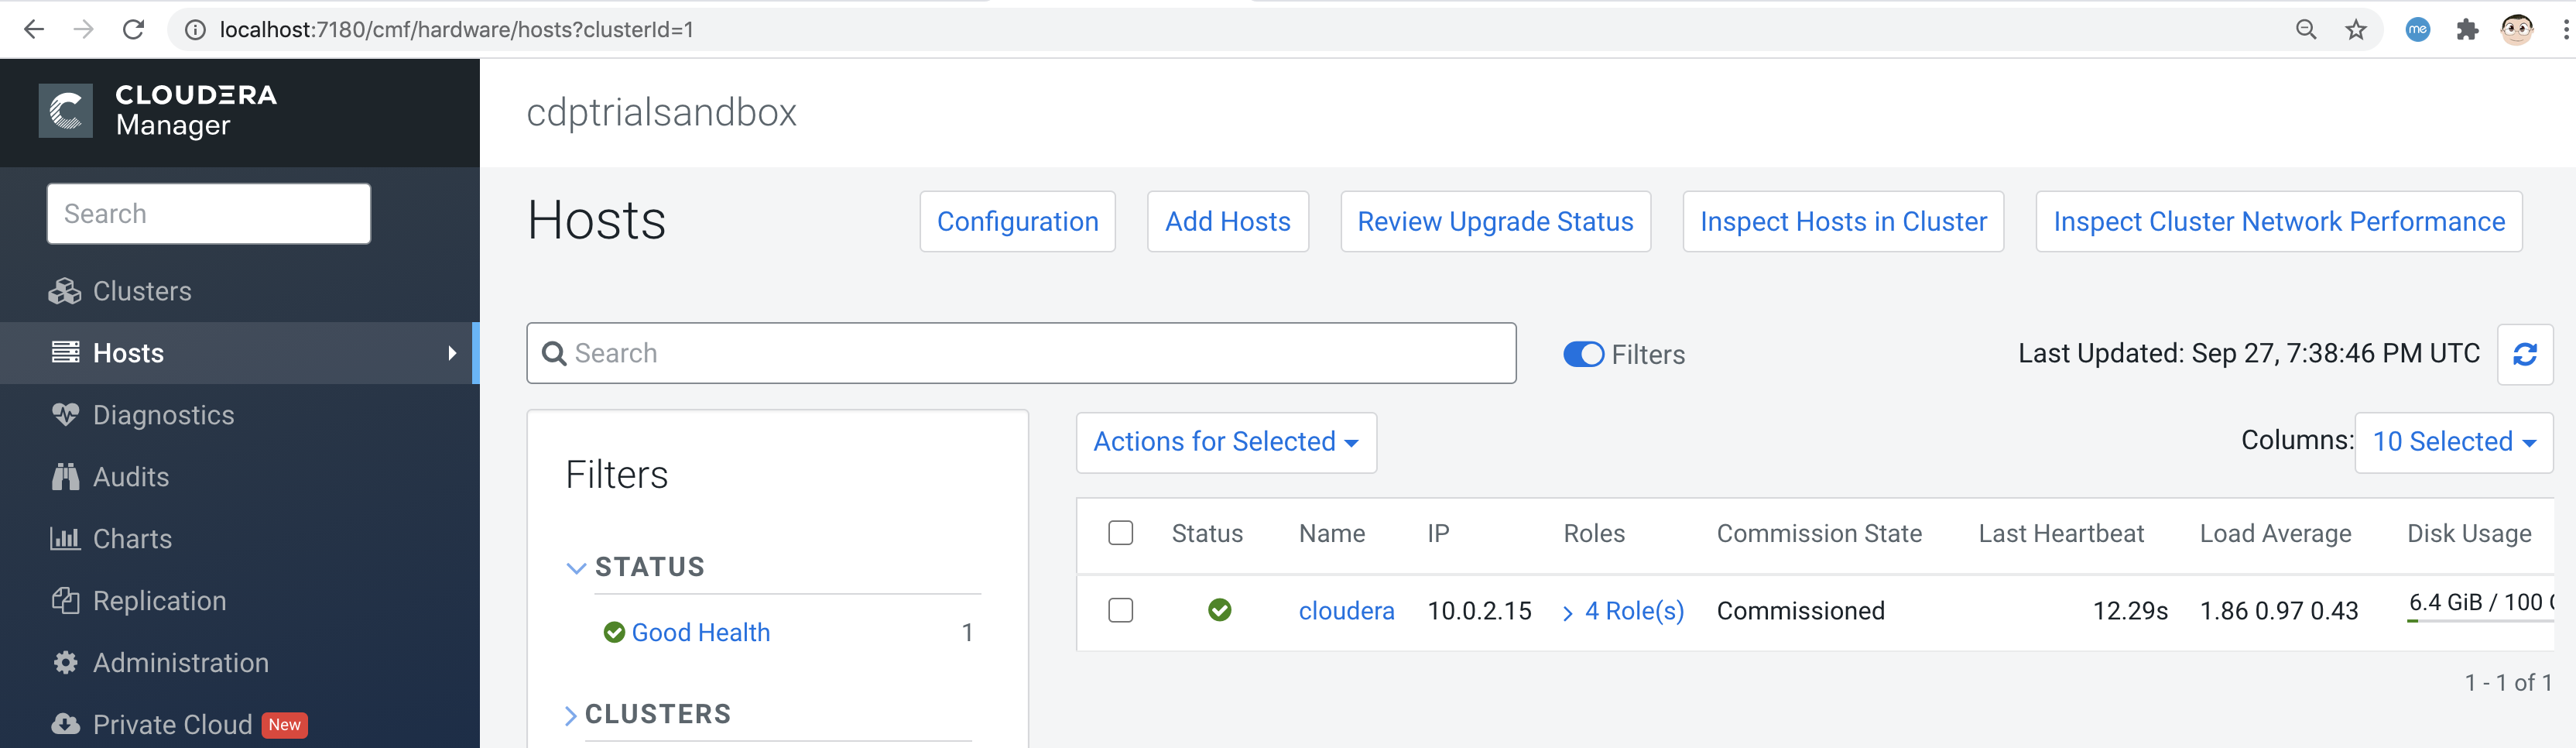 localhost:7180/cmf/hardware/hosts?clusterId=1
me
CLOUDERA
Manager
Search
Clusters
Hosts
Diagnostics
Audits
Charts
Replication
Administration
Private Cloud New
cdptrialsandbox
Hosts
Configuration
Add Hosts
Review Upgrade Status
Inspect Hosts in Cluster
Inspect Cluster Network Performance
Search
Filters
Last Updated: Sep 27, 7:38:46 PM UTC
Filters
STATUS
Good Health 1
CLUSTERS
Actions for Selected
Columns: 10 Selected
Status Name IP Roles Commission State Last Heartbeat Load Average Disk Usage
cloudera 10.0.2.15 4 Role(s) Commissioned 12.29s 1.86 0.97 0.43 6.4 GiB / 100
1 - 1 of 1